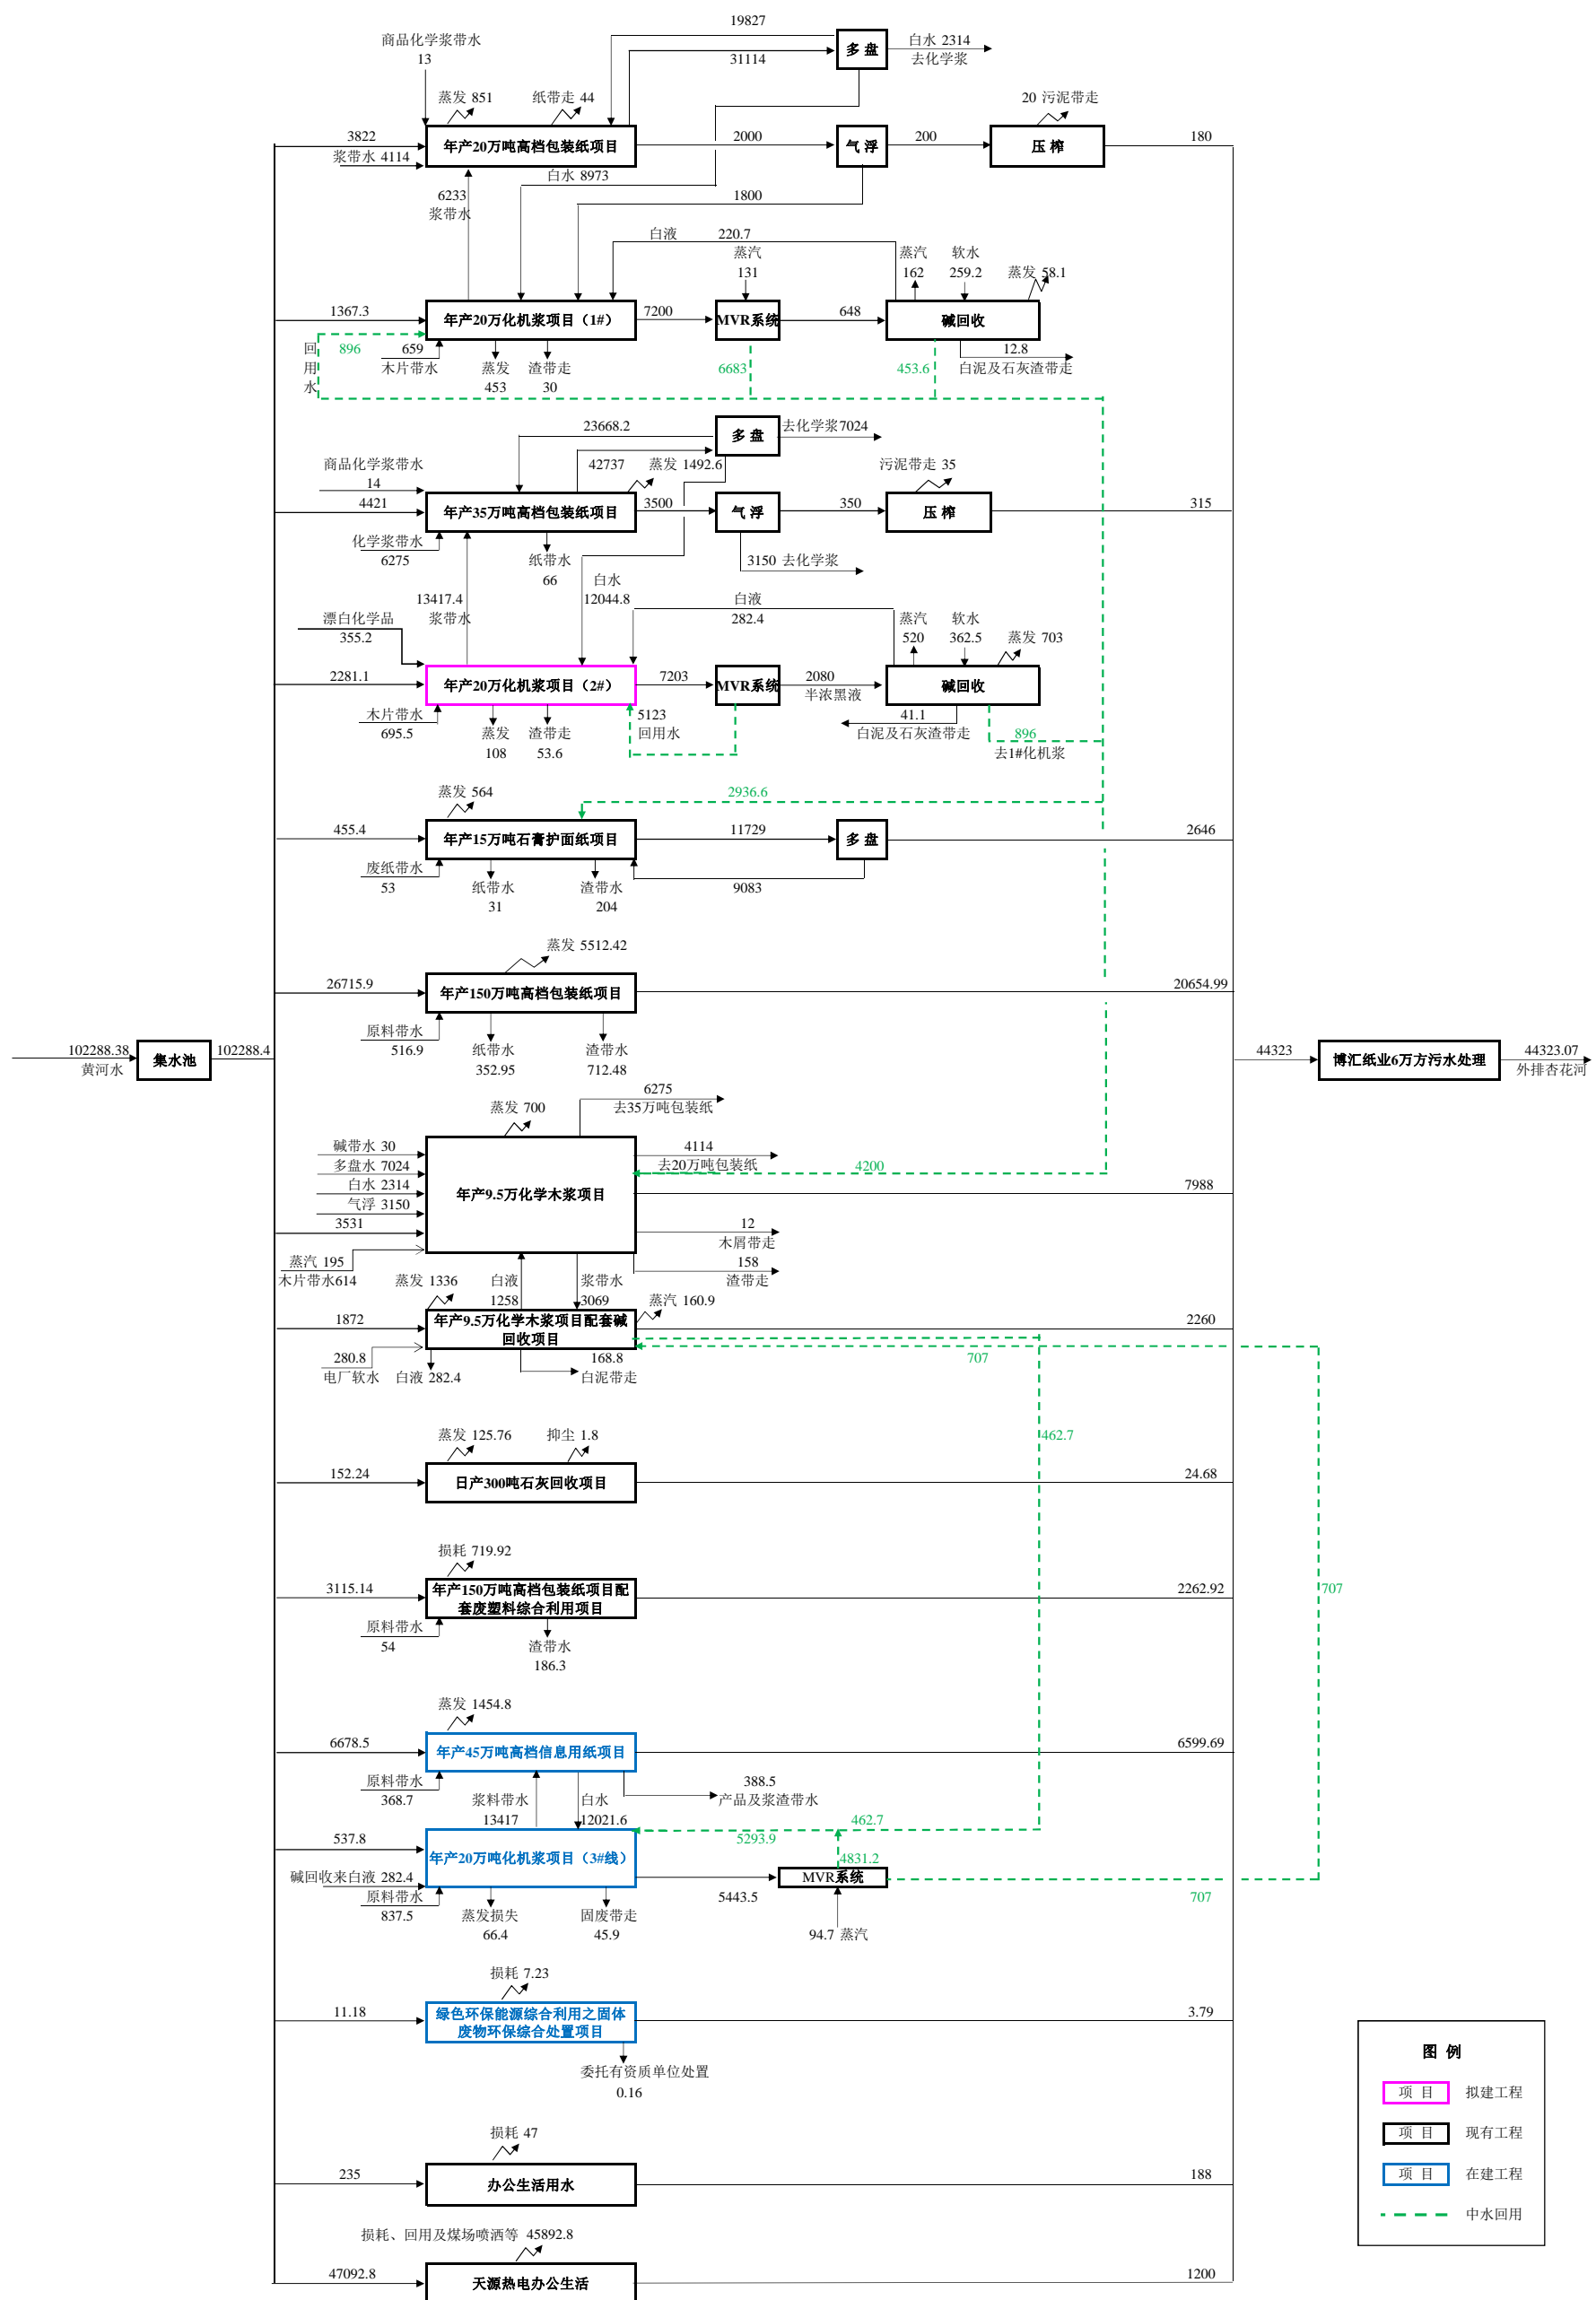 19827
商品化学浆带水
13
31114
多 盘
白水 2314
去化学浆
蒸发 851
纸带走 44
20 污泥带走
3822
浆带水 4114
年产20万吨高档包装纸项目
2000
气 浮
200
压 榨
180
白水 8973
1800
6233
浆带水
白液 220.7
蒸汽
131
蒸汽
162
软水
259.2
蒸发 58.1
1367.3
年产20万化机浆项目（1#）
7200
MVR系统
648
碱回收
回用水
896
659
木片带水
蒸发
453
渣带走
30
6683
453.6
12.8
白泥及石灰渣带走
23668.2
多 盘
去化学浆7024
商品化学浆带水
14
42737
蒸发 1492.6
污泥带走 35
4421
年产35万吨高档包装纸项目
3500
气 浮
350
压 榨
315
化学浆带水
6275
纸带水
66
3150 去化学浆
白水
12044.8
13417.4
浆带水
白液
282.4
漂白化学品
355.2
蒸汽
520
软水
362.5
蒸发 703
2281.1
年产20万化机浆项目（2#）
7203
MVR系统
2080
半浓黑液
碱回收
木片带水
695.5
蒸发
108
渣带走
53.6
5123
回用水
41.1
白泥及石灰渣带走
896
去1#化机浆
蒸发 564
2936.6
455.4
年产15万吨石膏护面纸项目
11729
多 盘
2646
废纸带水
53
纸带水
31
渣带水
204
9083
蒸发 5512.42
26715.9
年产150万吨高档包装纸项目
20654.99
原料带水
516.9
纸带水
352.95
渣带水
712.48
102288.38
黄河水
集水池
102288.4
44323
博汇纸业6万方污水处理
44323.07
外排杏花河
蒸发 700
6275
去35万吨包装纸
碱带水 30
多盘水 7024
白水 2314
气浮 3150
3531
年产9.5万化学木浆项目
4114
去20万吨包装纸
4200
7988
12
木屑带走
158
渣带走
蒸汽 195
木片带水614
蒸发 1336
白液
1258
浆带水
3069
蒸汽 160.9
1872
年产9.5万化学木浆项目配套碱
回收项目
2260
280.8
电厂软水
白液 282.4
168.8
白泥带走
707
462.7
蒸发 125.76
抑尘 1.8
152.24
日产300吨石灰回收项目
24.68
损耗 719.92
3115.14
年产150万吨高档包装纸项目配
套废塑料综合利用项目
2262.92
707
原料带水
54
渣带水
186.3
蒸发 1454.8
6678.5
年产45万吨高档信息用纸项目
6599.69
原料带水
368.7
388.5
产品及浆渣带水
浆料带水
13417
白水
12021.6
462.7
5293.9
537.8
年产20万吨化机浆项目（3#线）
4831.2
MVR系统
碱回收来白液 282.4
原料带水
837.5
蒸发损失
66.4
固废带走
45.9
5443.5
94.7 蒸汽
707
损耗 7.23
11.18
绿色环保能源综合利用之固体
废物环保综合处置项目
3.79
委托有资质单位处置
0.16
损耗 47
235
办公生活用水
188
损耗、回用及煤场喷洒等 45892.8
47092.8
天源热电办公生活
1200
图 例
项 目 拟建工程
项 目 现有工程
项 目 在建工程
中水回用